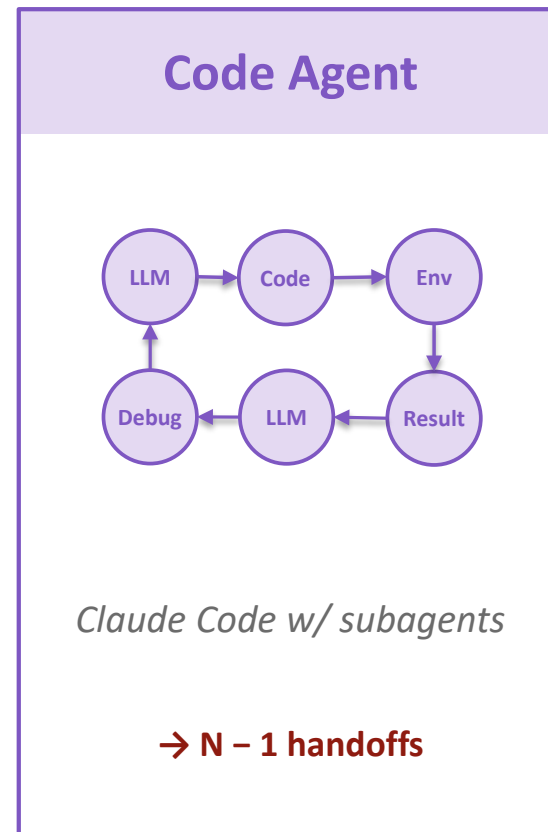 Code Agent
LLM
Code
Env
Debug
LLM
Result
Claude Code w/ subagents
→ N – 1 handoffs